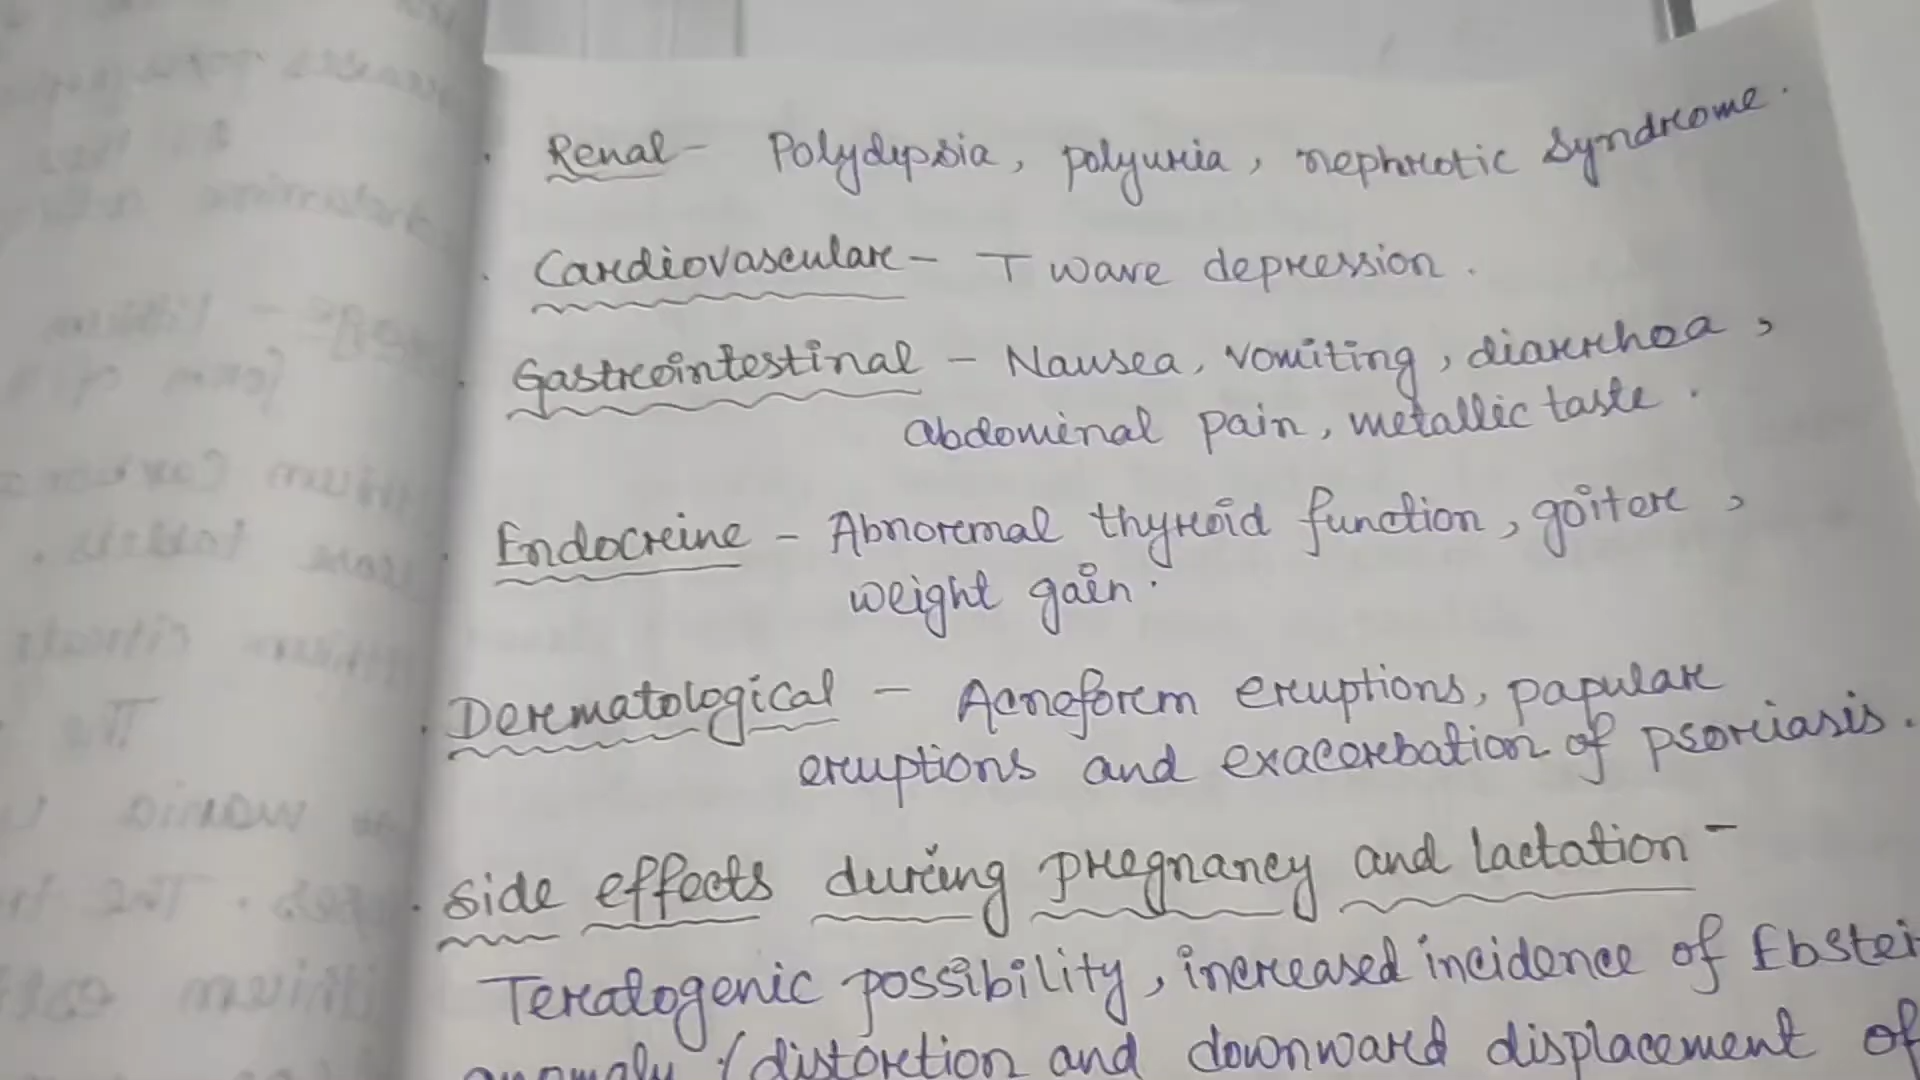 Renal - Polydipsia, polyuria, nephrotic syndrome.
Cardiovascular - T wave depression.
Gastrointestinal - Nausea, vomiting, diarrhoea,
abdominal pain, metallic taste.
Endocrine - Abnormal thyroid function, goiter,
weight gain.
Dermatological - Acneform eruptions, papular
eruptions and exacerbation of psoriasis.
side effects during pregnancy and lactation -
Teratogenic possibility, increased incidence of Ebstei
anomaly (distortion and downward displacement of